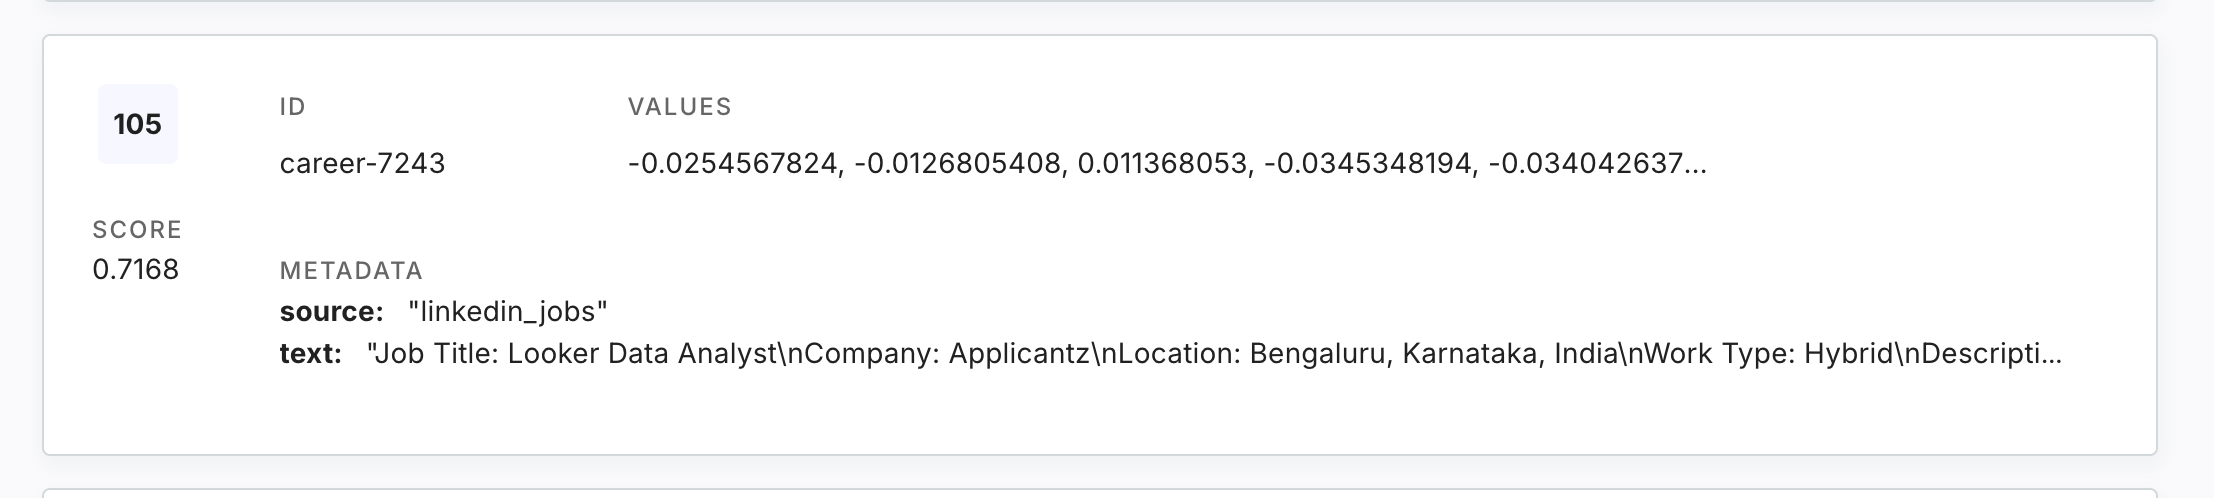 105
ID
career-7243
VALUES
-0.0254567824, -0.0126805408, 0.011368053, -0.0345348194, -0.034042637...
SCORE
0.7168
METADATA
source: "linkedin_jobs"
text: "Job Title: Looker Data Analyst\nCompany: Applicantz\nLocation: Bengaluru, Karnataka, India\nWork Type: Hybrid\nDescripti...